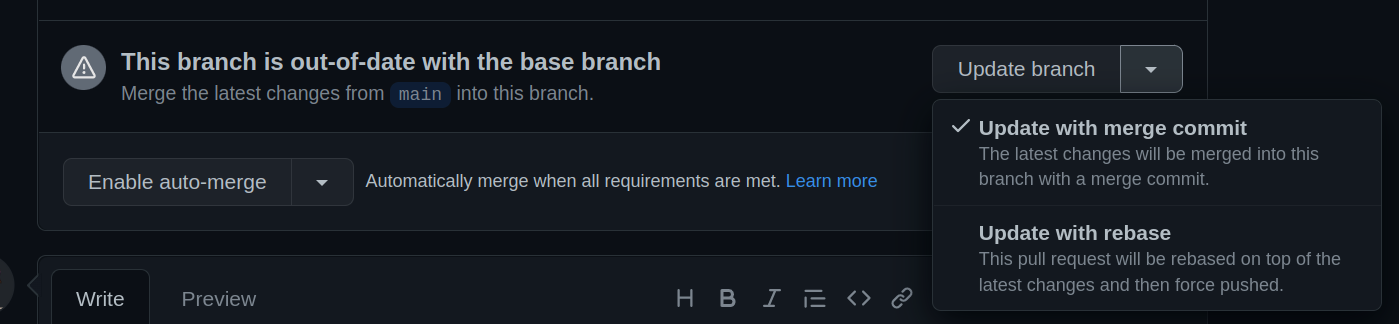 This branch is out-of-date with the base branch
Merge the latest changes from main into this branch.
Update branch
Update with merge commit
The latest changes will be merged into this
branch with a merge commit.
Update with rebase
This pull request will be rebased on top of the
latest changes and then force pushed.
Enable auto-merge
Automatically merge when all requirements are met. Learn more
Write
Preview